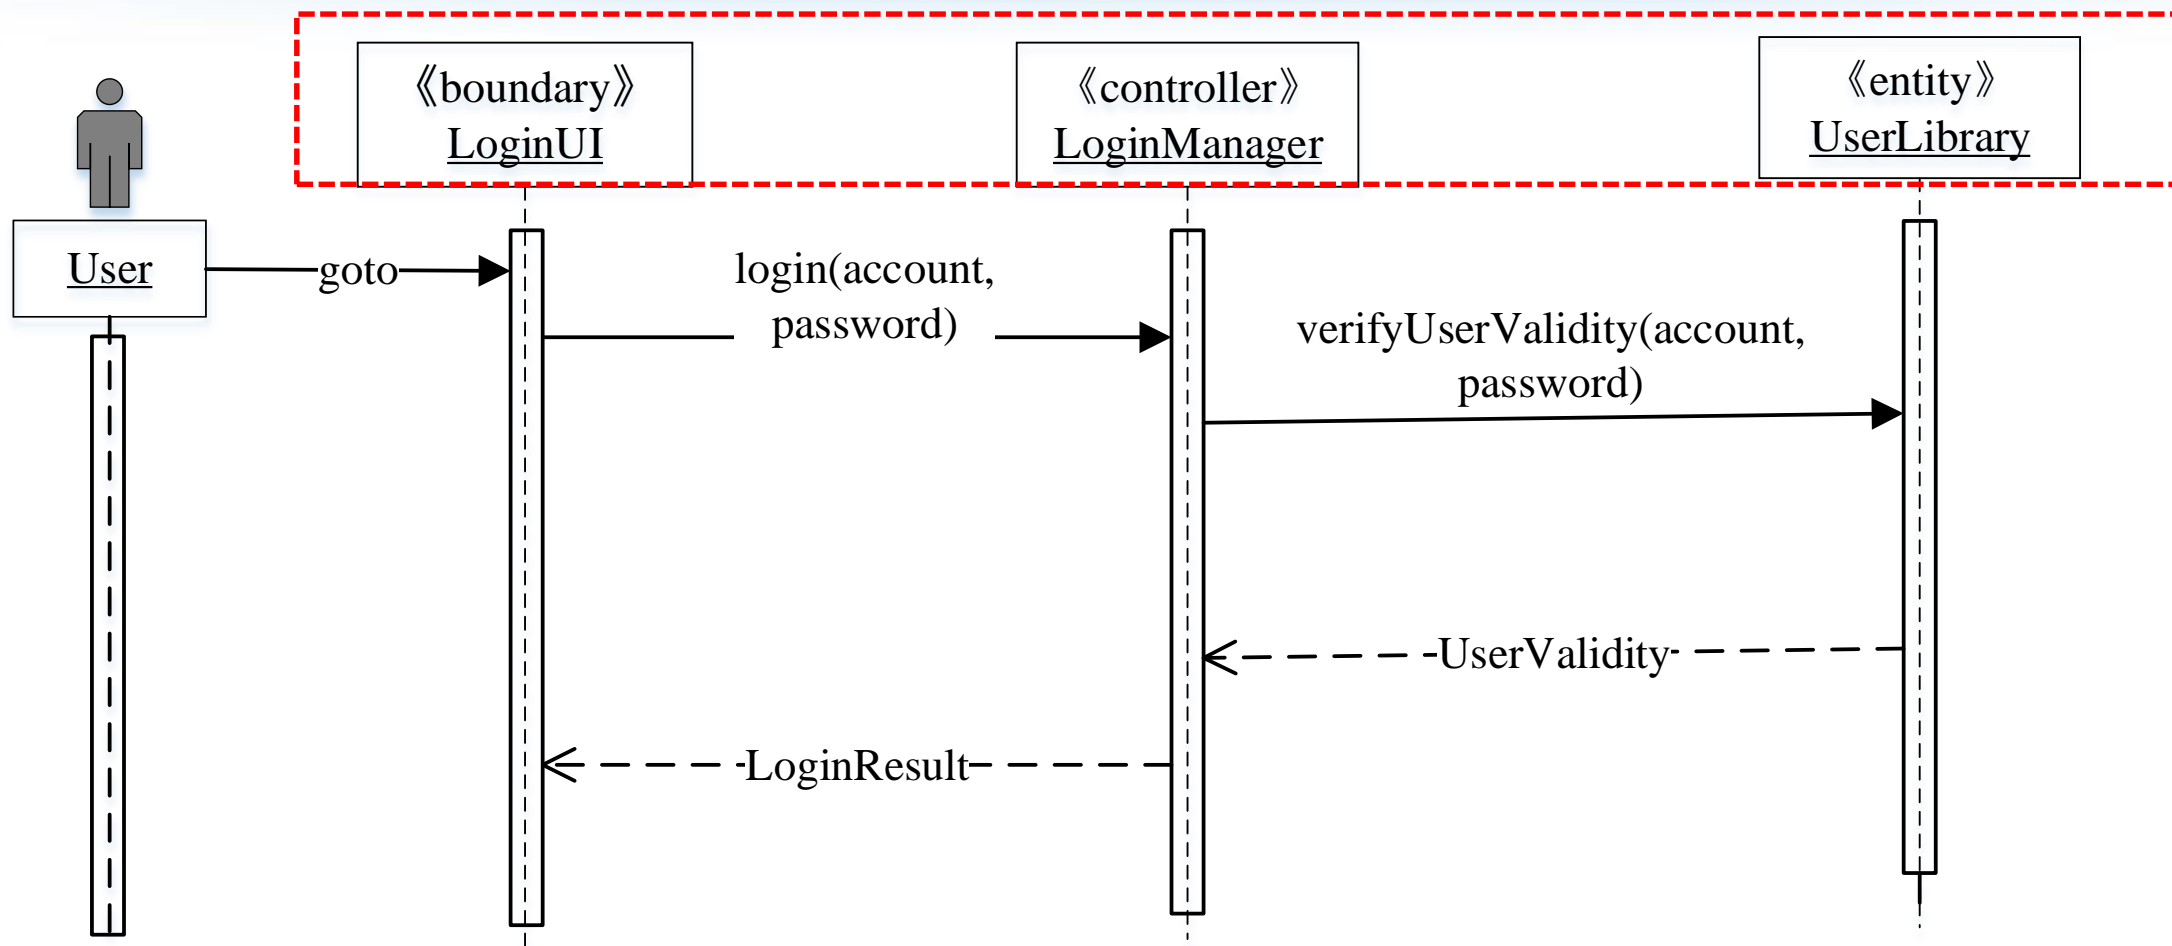 《boundary》
LoginUI
《controller》
LoginManager
《entity》
UserLibrary
User
goto
login(account,
password)
verifyUserValidity(account,
password)
UserValidity
LoginResult